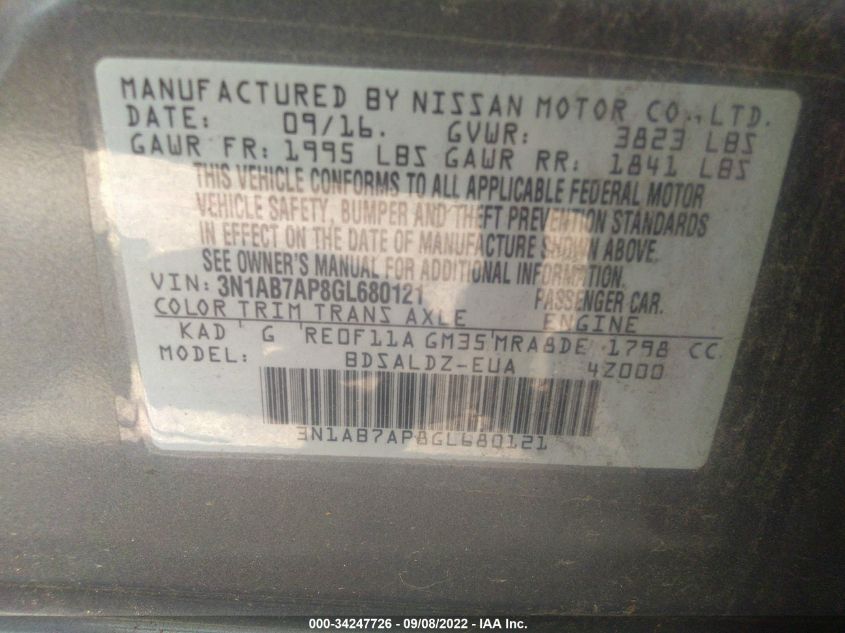 MANUFACTURED BY NISSAN MOTOR CO., LTD.
DATE: 09/16. GVWR: 3823 LBS
GAWR FR: 1995 LBS GAWR RR: 1841 LBS
THIS VEHICLE CONFORMS TO ALL APPLICABLE FEDERAL MOTOR
VEHICLE SAFETY, BUMPER AND THEFT PREVENTION STANDARDS
IN EFFECT ON THE DATE OF MANUFACTURE SHOWN ABOVE.
SEE OWNER'S MANUAL FOR ADDITIONAL INFORMATION.
VIN: 3N1AB7AP8GL680121 PASSENGER CAR.
COLOR TRIM TRANS AXLE ENGINE
KAD G RE0F11A GM35 MRA8DE 1798 CC
MODEL: BDSALDZ-EUA 4Z000
3N1AB7AP8GL680121
000-34247726 - 09/08/2022 - IAA Inc.